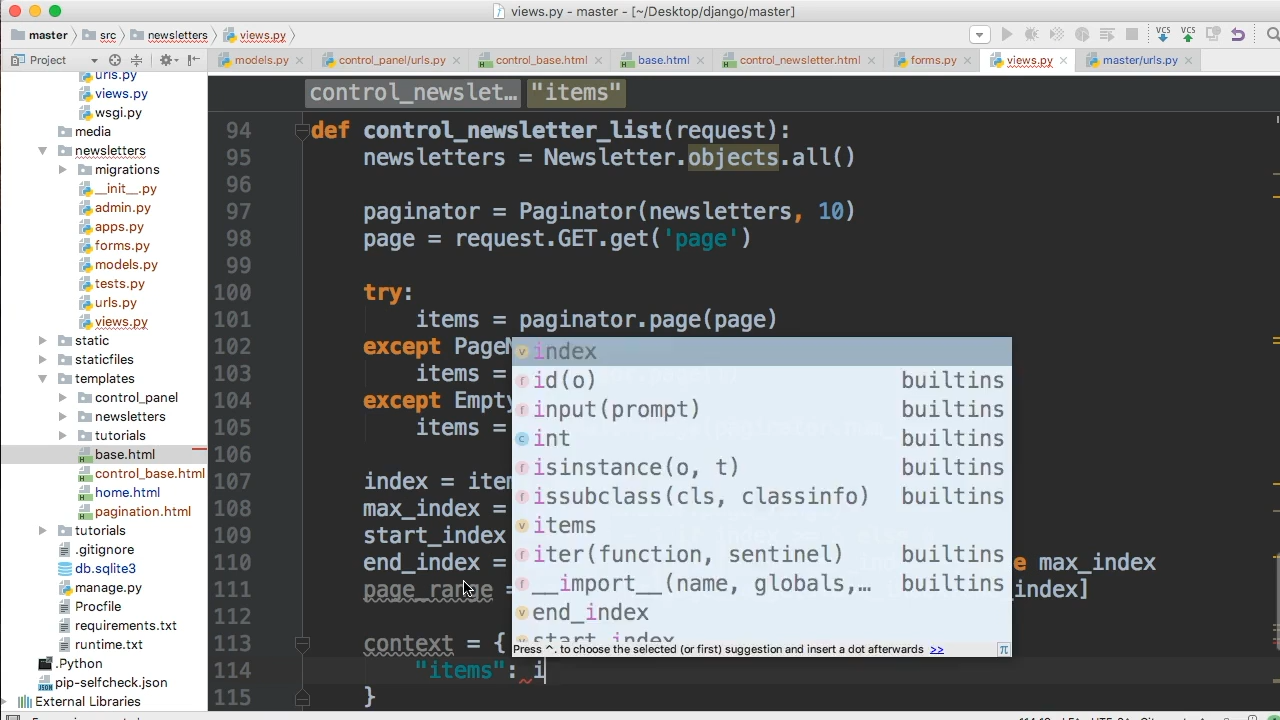 views.py - master - [~/Desktop/django/master]
master src newsletters views.py
Project
models.py control_panel/urls.py control_base.html base.html control_newsletter.html forms.py views.py master/urls.py
urls.py
views.py
wsgi.py
media
newsletters
migrations
__init__.py
admin.py
apps.py
forms.py
models.py
tests.py
urls.py
views.py
static
staticfiles
templates
control_panel
newsletters
tutorials
base.html
control_base.html
home.html
pagination.html
tutorials
.gitignore
db.sqlite3
manage.py
Procfile
requirements.txt
runtime.txt
.Python
pip-selfcheck.json
External Libraries
control_newslet… "items"
94 def control_newsletter_list(request):
95 newsletters = Newsletter.objects.all()
96
97 paginator = Paginator(newsletters, 10)
98 page = request.GET.get('page')
99
100 try:
101 items = paginator.page(page)
102 except Page
103 items =
104 except Empty
105 items =
106
107 index = item
108 max_index =
109 start_index
110 end_index = e max_index
111 page_range = _index]
112
113 context = {
114 "items": i
115 }
index
id(o) builtins
input(prompt) builtins
int builtins
isinstance(o, t) builtins
issubclass(cls, classinfo) builtins
items
iter(function, sentinel) builtins
__import__(name, globals,… builtins
end_index
start_index
Press ^. to choose the selected (or first) suggestion and insert a dot afterwards >>
π